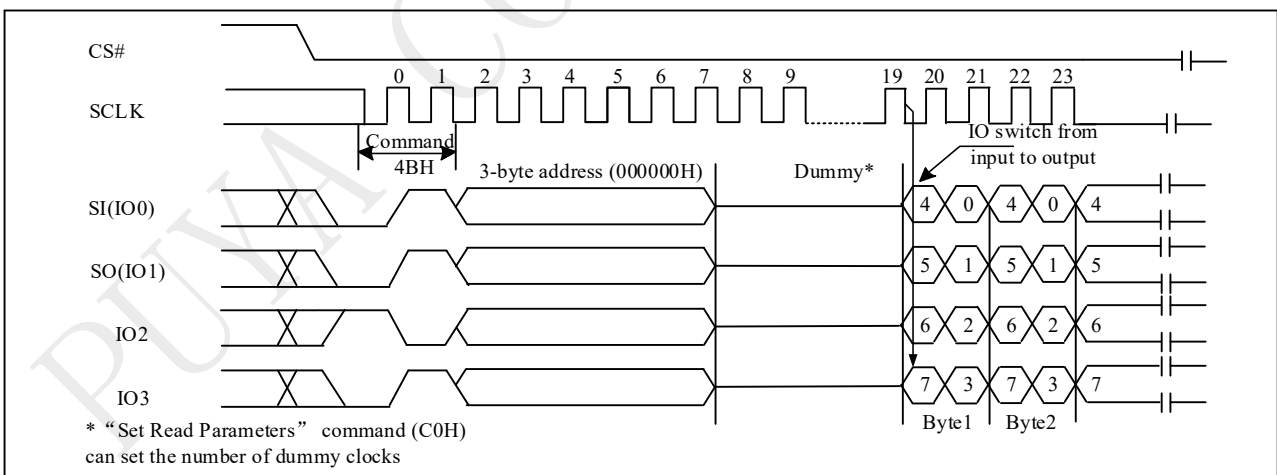 PUYA CO
CS#
0 1 2 3 4 5 6 7 8 9 19 20 21 22 23
SCLK
IO switch from
input to output
Command
4BH
3-byte address (000000H)
Dummy*
SI(IO0)
4 0 4 0 4
SO(IO1)
5 1 5 1 5
IO2
6 2 6 2 6
IO3
7 3 7 3 7
Byte1 Byte2
* “Set Read Parameters” command (C0H)
can set the number of dummy clocks